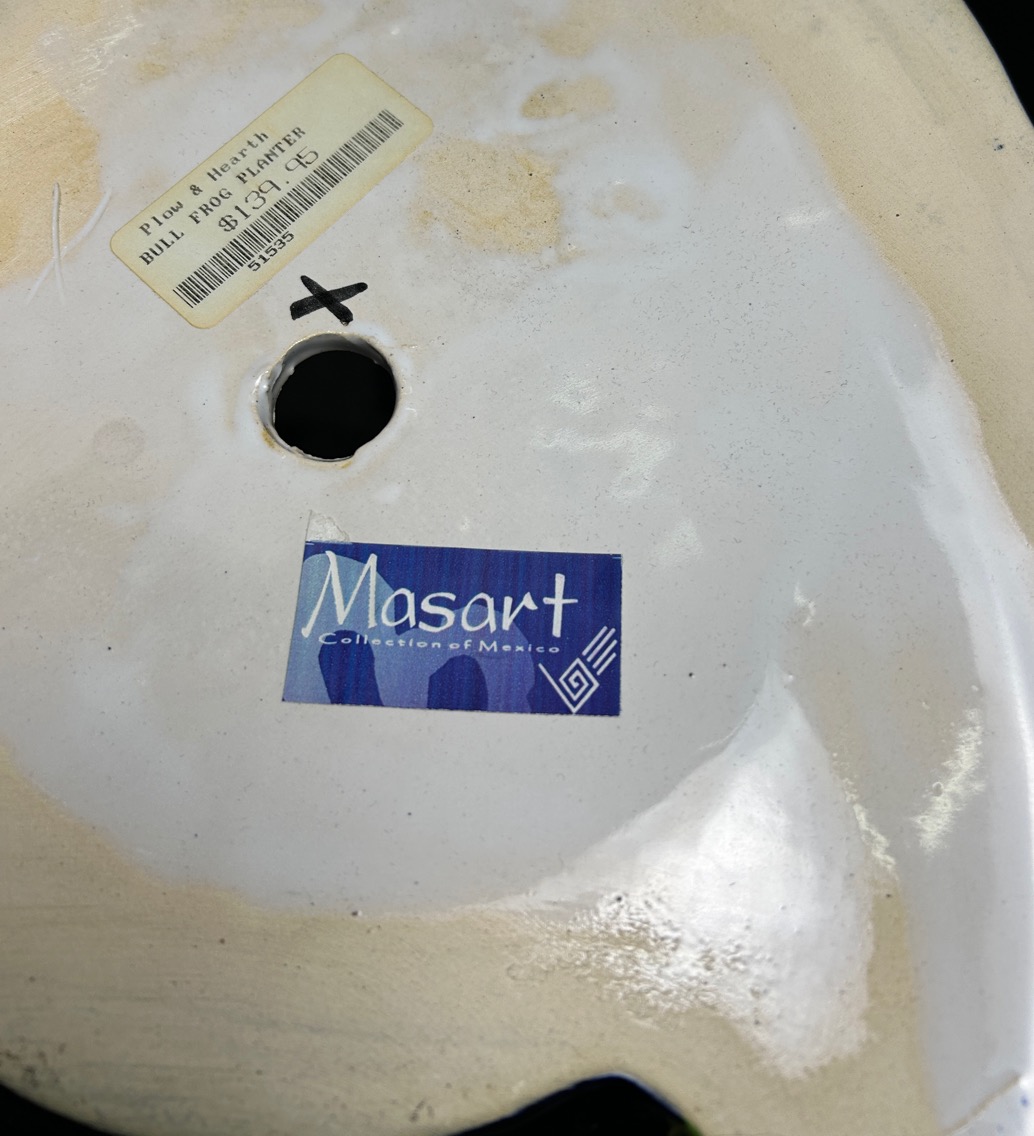 Plow & Hearth
BULL FROG PLANTER
$139.95
51535
X
Masart
Collection of Mexico